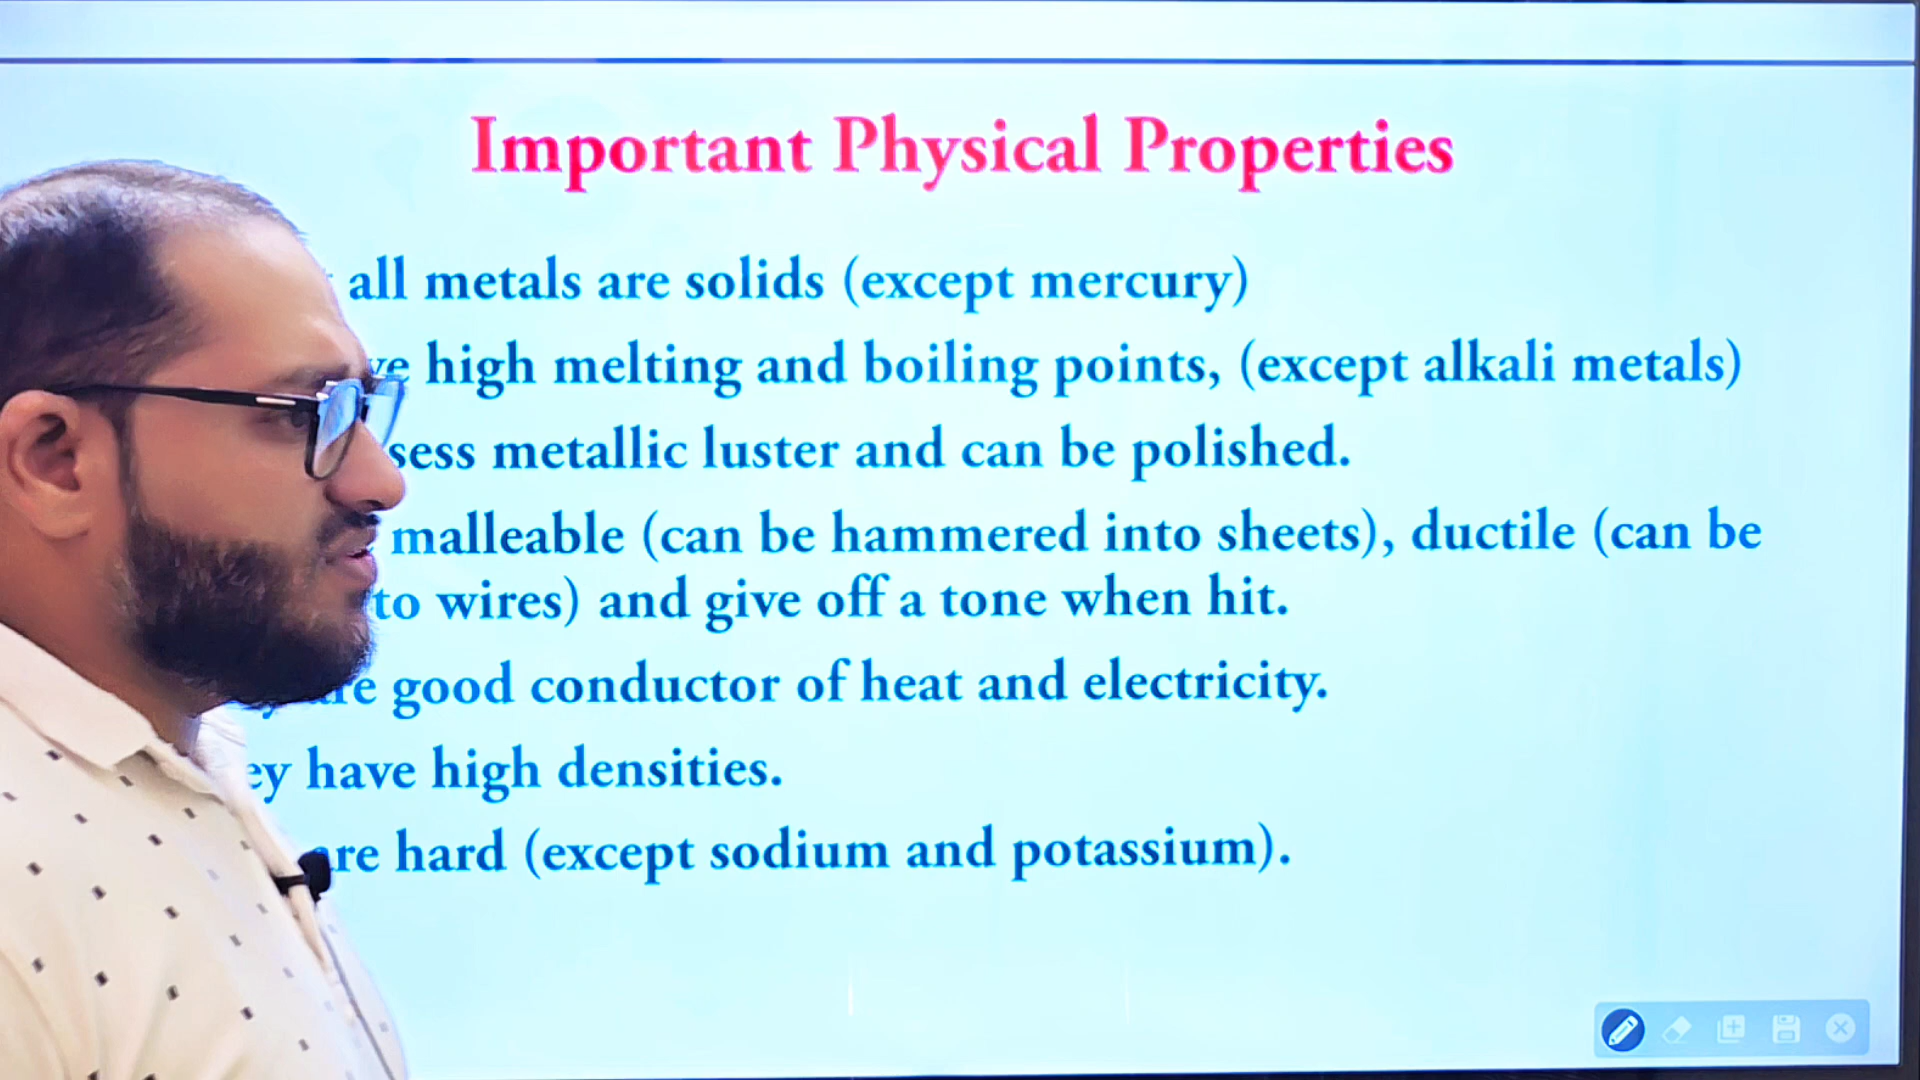 Important Physical Properties
all metals are solids (except mercury)
high melting and boiling points, (except alkali metals)
metallic luster and can be polished.
malleable (can be hammered into sheets), ductile (can be
to wires) and give off a tone when hit.
good conductor of heat and electricity.
have high densities.
are hard (except sodium and potassium).